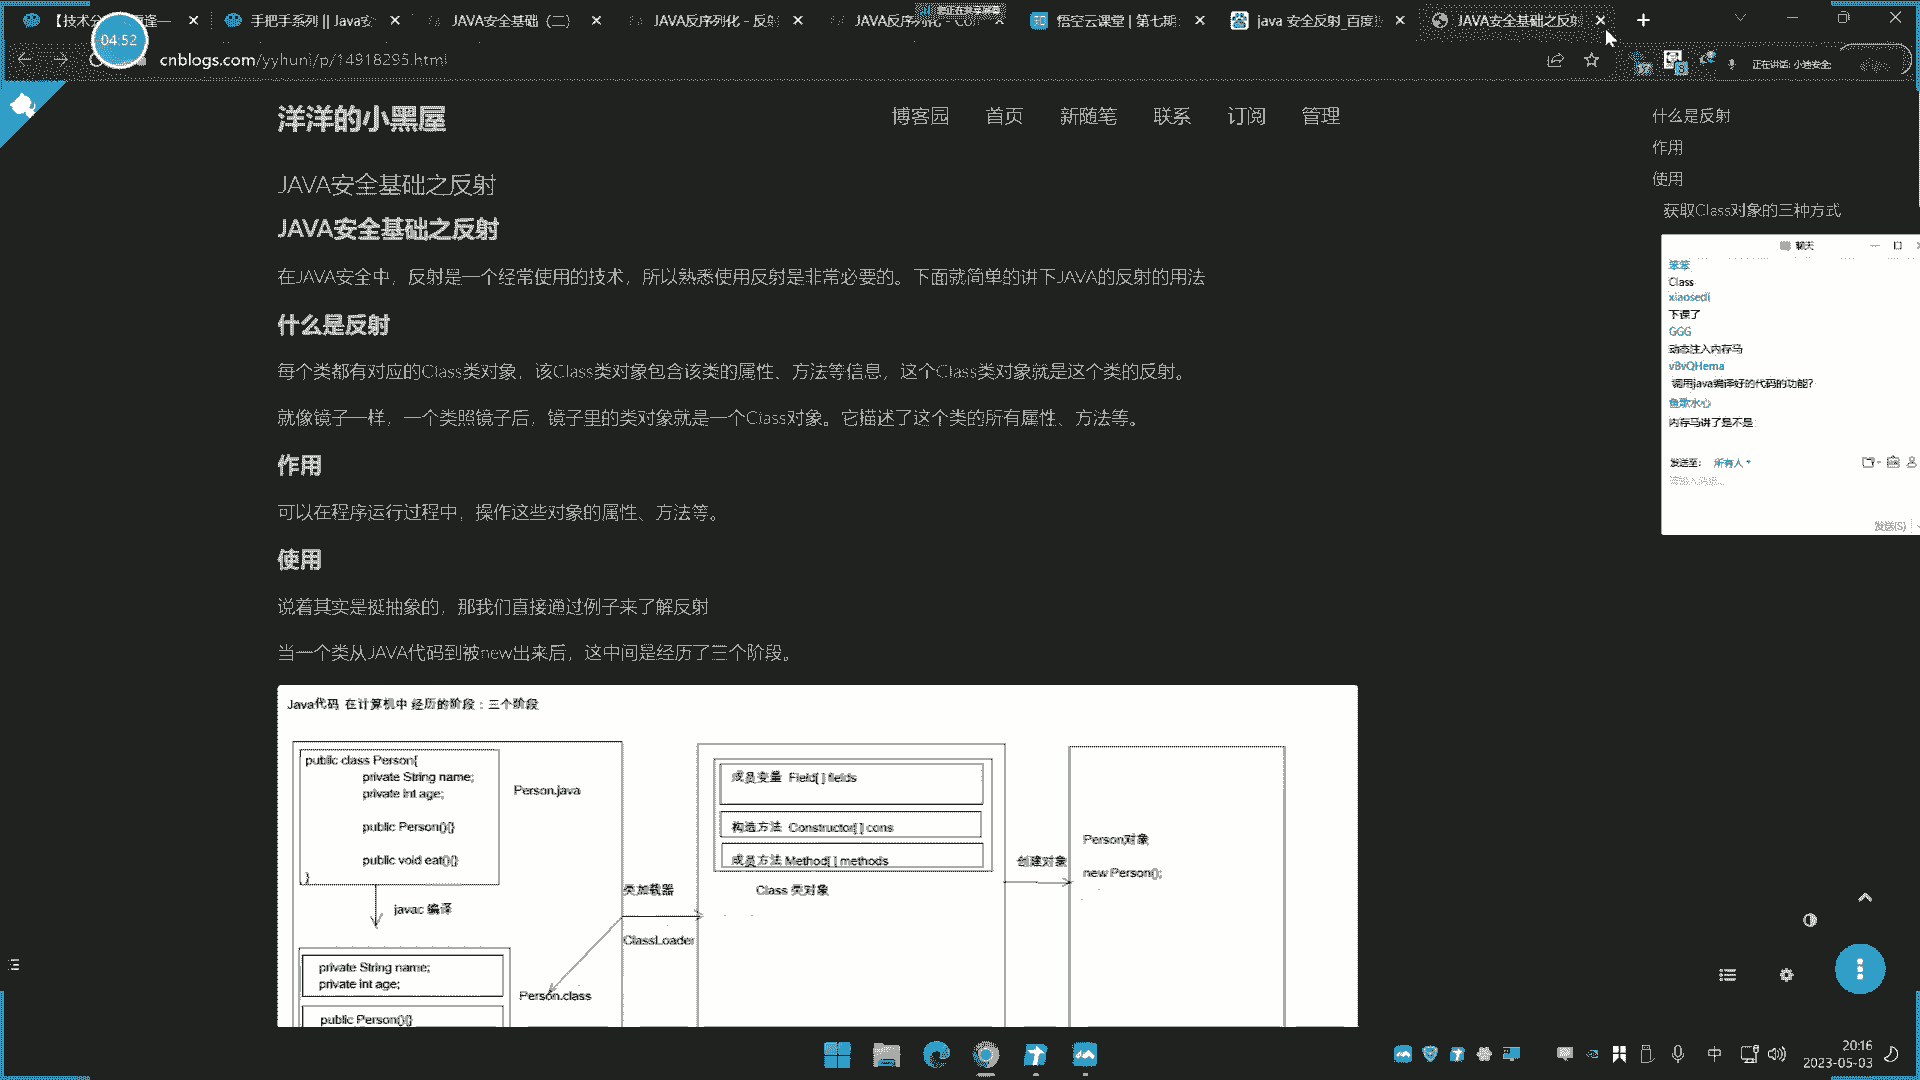 手把手系列 || Java安
JAVA安全基础（二）
JAVA反序列化 - 反射
悟空云课堂 | 第七期
java 安全反射_百度
JAVA安全基础之反射
04:52
cnblogs.com/yyhuni/p/14918295.html
正在讲话: 小迪安全
洋洋的小黑屋
博客园
首页
新随笔
联系
订阅
管理
什么是反射
作用
使用
获取Class对象的三种方式
JAVA安全基础之反射
JAVA安全基础之反射
在JAVA安全中，反射是一个经常使用的技术，所以熟悉使用反射是非常必要的。下面就简单的讲下JAVA的反射的用法
什么是反射
每个类都有对应的Class类对象，该Class类对象包含该类的属性、方法等信息，这个Class类对象就是这个类的反射。
就像镜子一样，一个类照镜子后，镜子里的类对象就是一个Class对象。它描述了这个类的所有属性、方法等。
作用
可以在程序运行过程中，操作这些对象的属性、方法等。
使用
说着其实是挺抽象的，那我们直接通过例子来了解反射
当一个类从JAVA代码到被new出来后，这中间是经历了三个阶段。
Java代码 在计算机中 经历的阶段：三个阶段
public class Person{
private String name;
private int age;
public Person(){}
public void eat(){}
}
Person.java
javac 编译
private String name;
private int age;
public Person(){}
Person.class
类加载器
ClassLoader
成员变量 Field[] fields
构造方法 Constructor[] cons
成员方法 Method[] methods
Class 类对象
创建对象
Person对象
new Person();
聊天
笨笨
Class
xiaosedi
下课了
GGG
动态注入内存马
v3vQHema
调用java编译好的代码的功能?
鱼歌水心
内存马讲了是不是
发送至:
所有人
发送(S)
中
20:16
2023-05-03